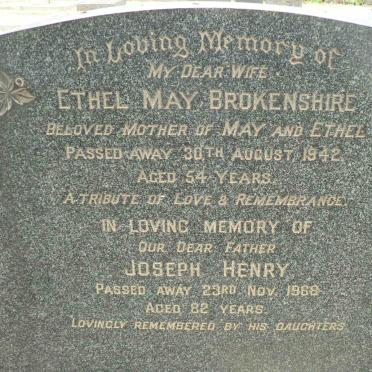 In Loving Memory of
MY DEAR WIFE
ETHEL MAY BROKENSHIRE
BELOVED MOTHER OF MAY AND ETHEL
PASSED AWAY 30TH AUGUST 1942.
AGED 54 YEARS.
A TRIBUTE OF LOVE & REMEMBRANCE.
IN LOVING MEMORY OF
OUR DEAR FATHER
JOSEPH HENRY
PASSED AWAY 23RD NOV. 1968
AGED 82 YEARS.
LOVINGLY REMEMBERED BY HIS DAUGHTERS